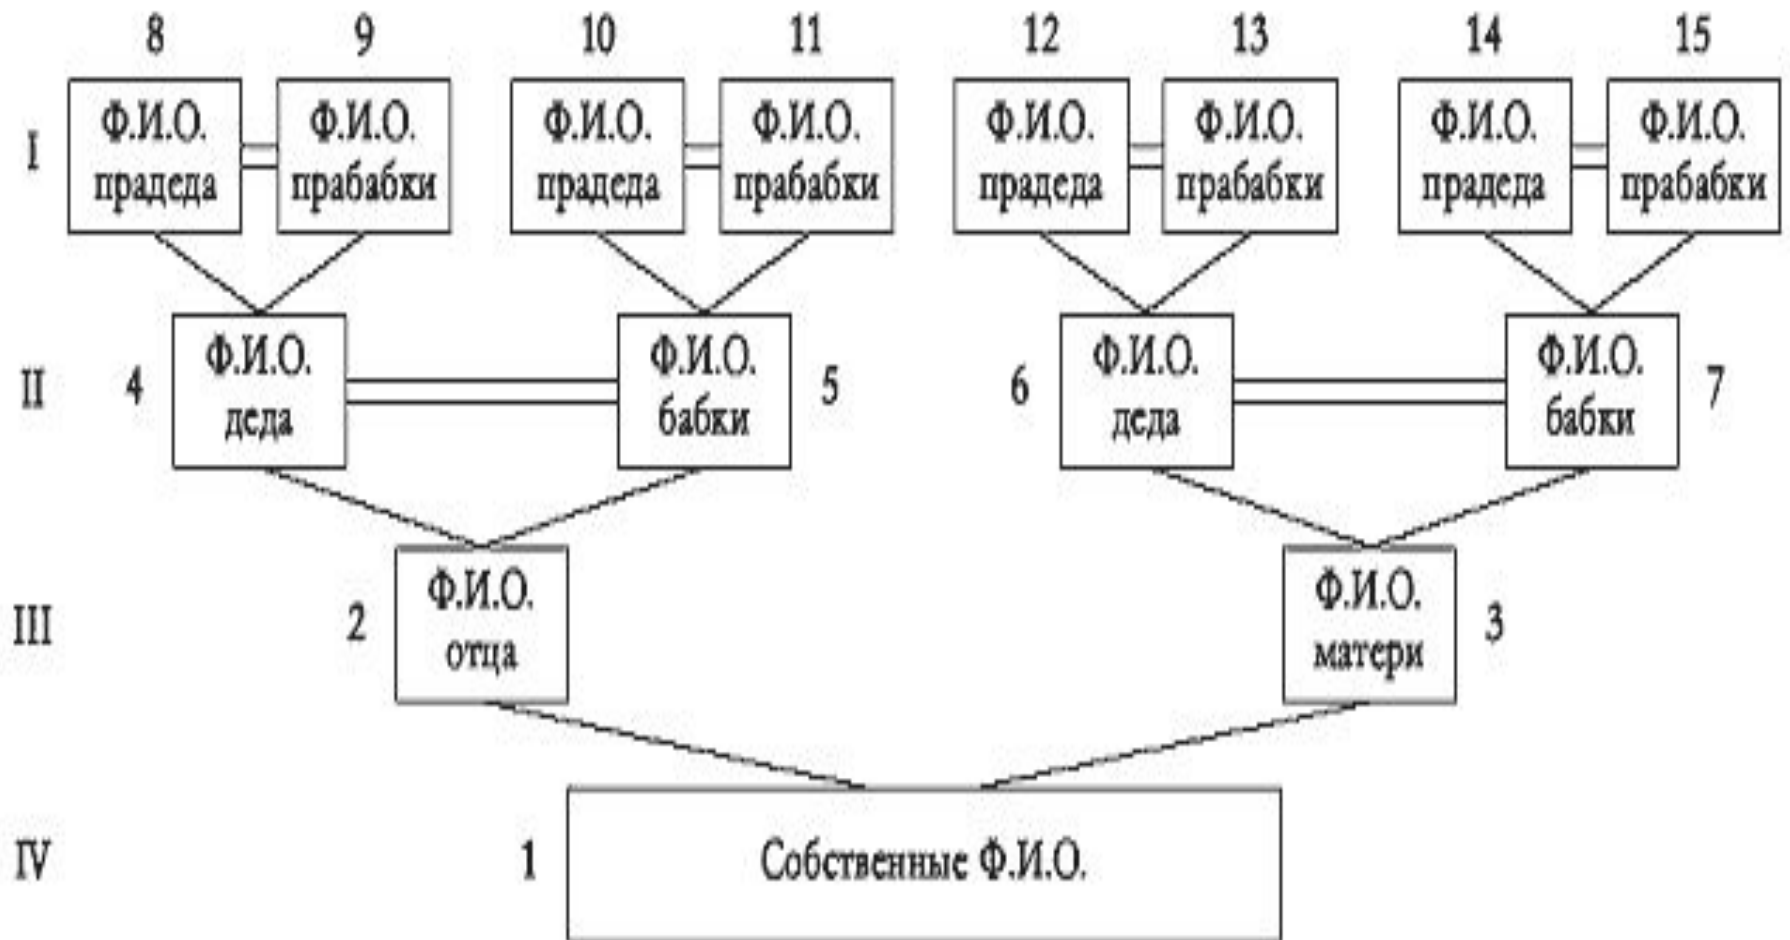 8 9 10 11 12 13 14 15
I
Ф.И.О. Ф.И.О. Ф.И.О. Ф.И.О. Ф.И.О. Ф.И.О. Ф.И.О. Ф.И.О.
прадеда прабабки прадеда прабабки прадеда прабабки прадеда прабабки
II
4
Ф.И.О.
деда
Ф.И.О.
бабки
5
6
Ф.И.О.
деда
Ф.И.О.
бабки
7
III
2
Ф.И.О.
отца
Ф.И.О.
матери
3
IV
1
Собственные Ф.И.О.